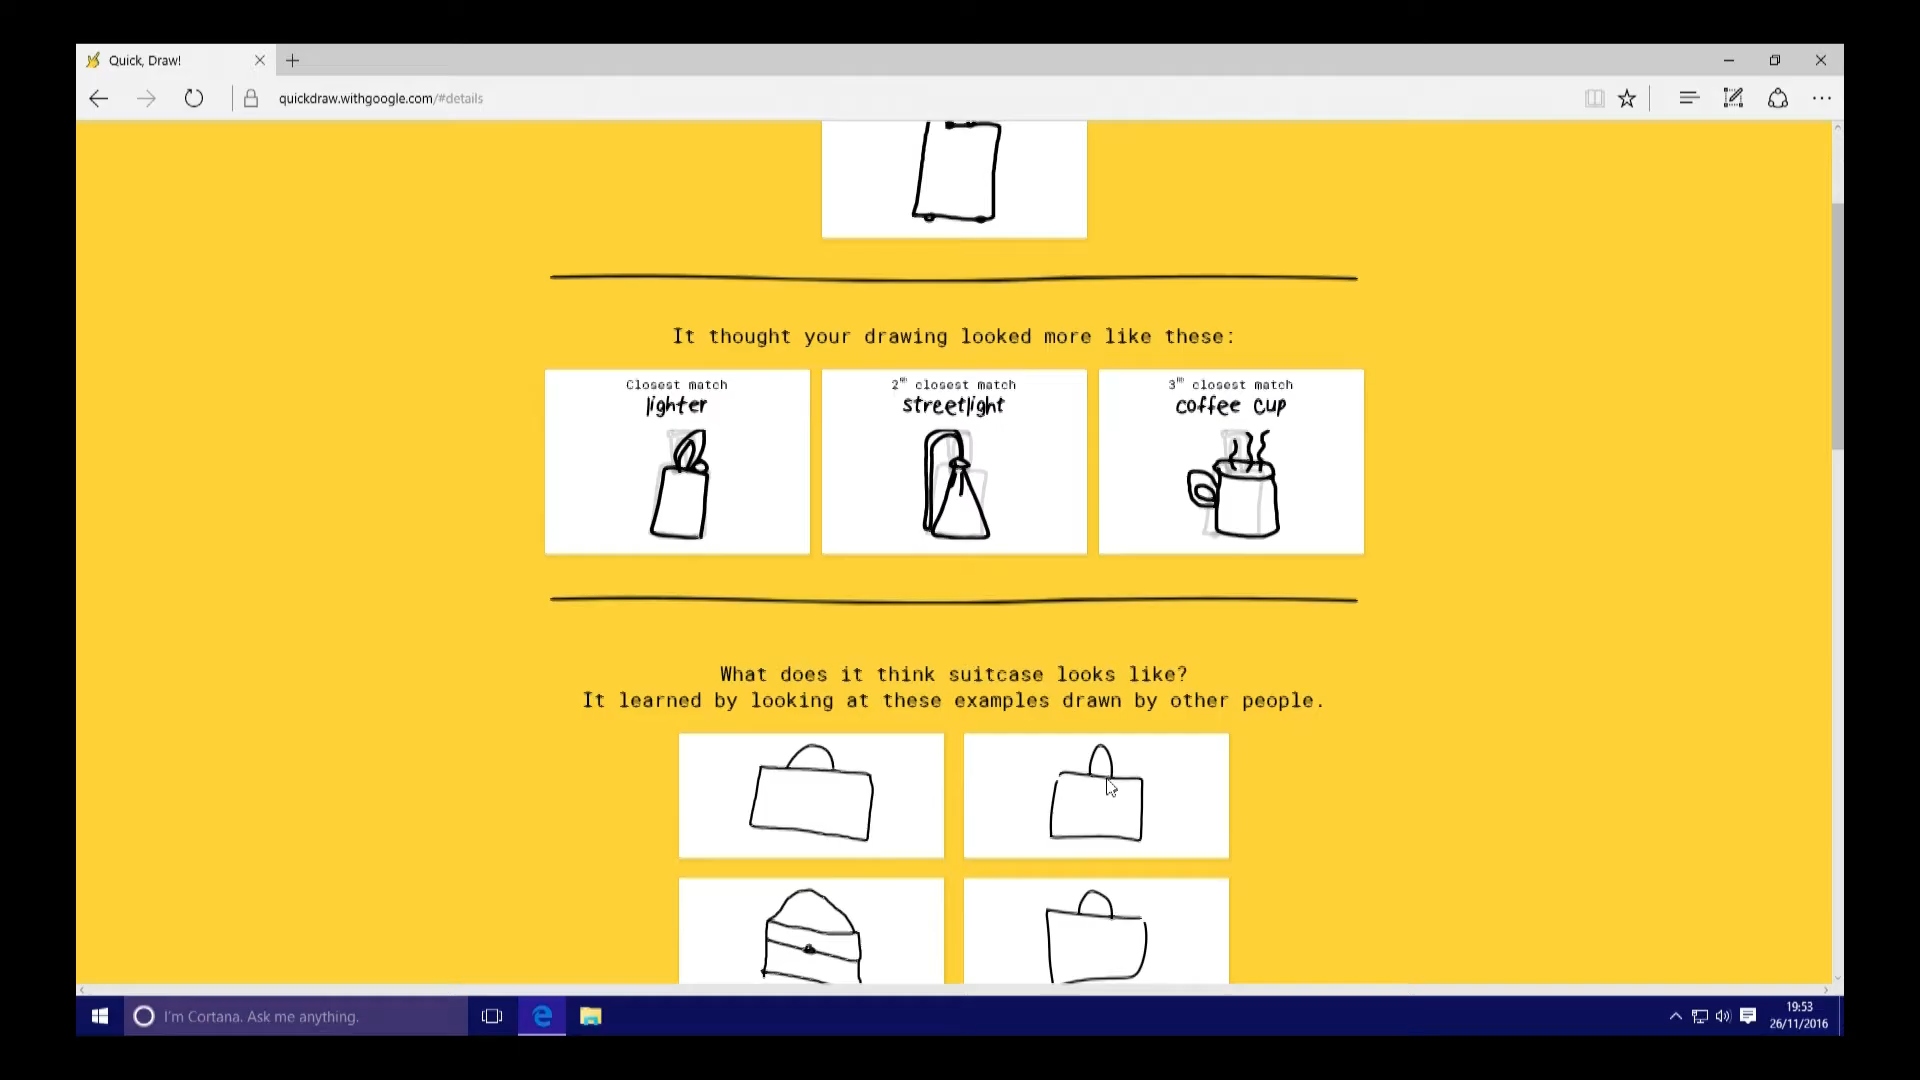 Quick, Draw!
quickdraw.withgoogle.com/#details
It thought your drawing looked more like these:
Closest match
lighter
2ND closest match
streetlight
3RD closest match
coffee cup
What does it think suitcase looks like?
It learned by looking at these examples drawn by other people.
I'm Cortana. Ask me anything.
19:53
26/11/2016